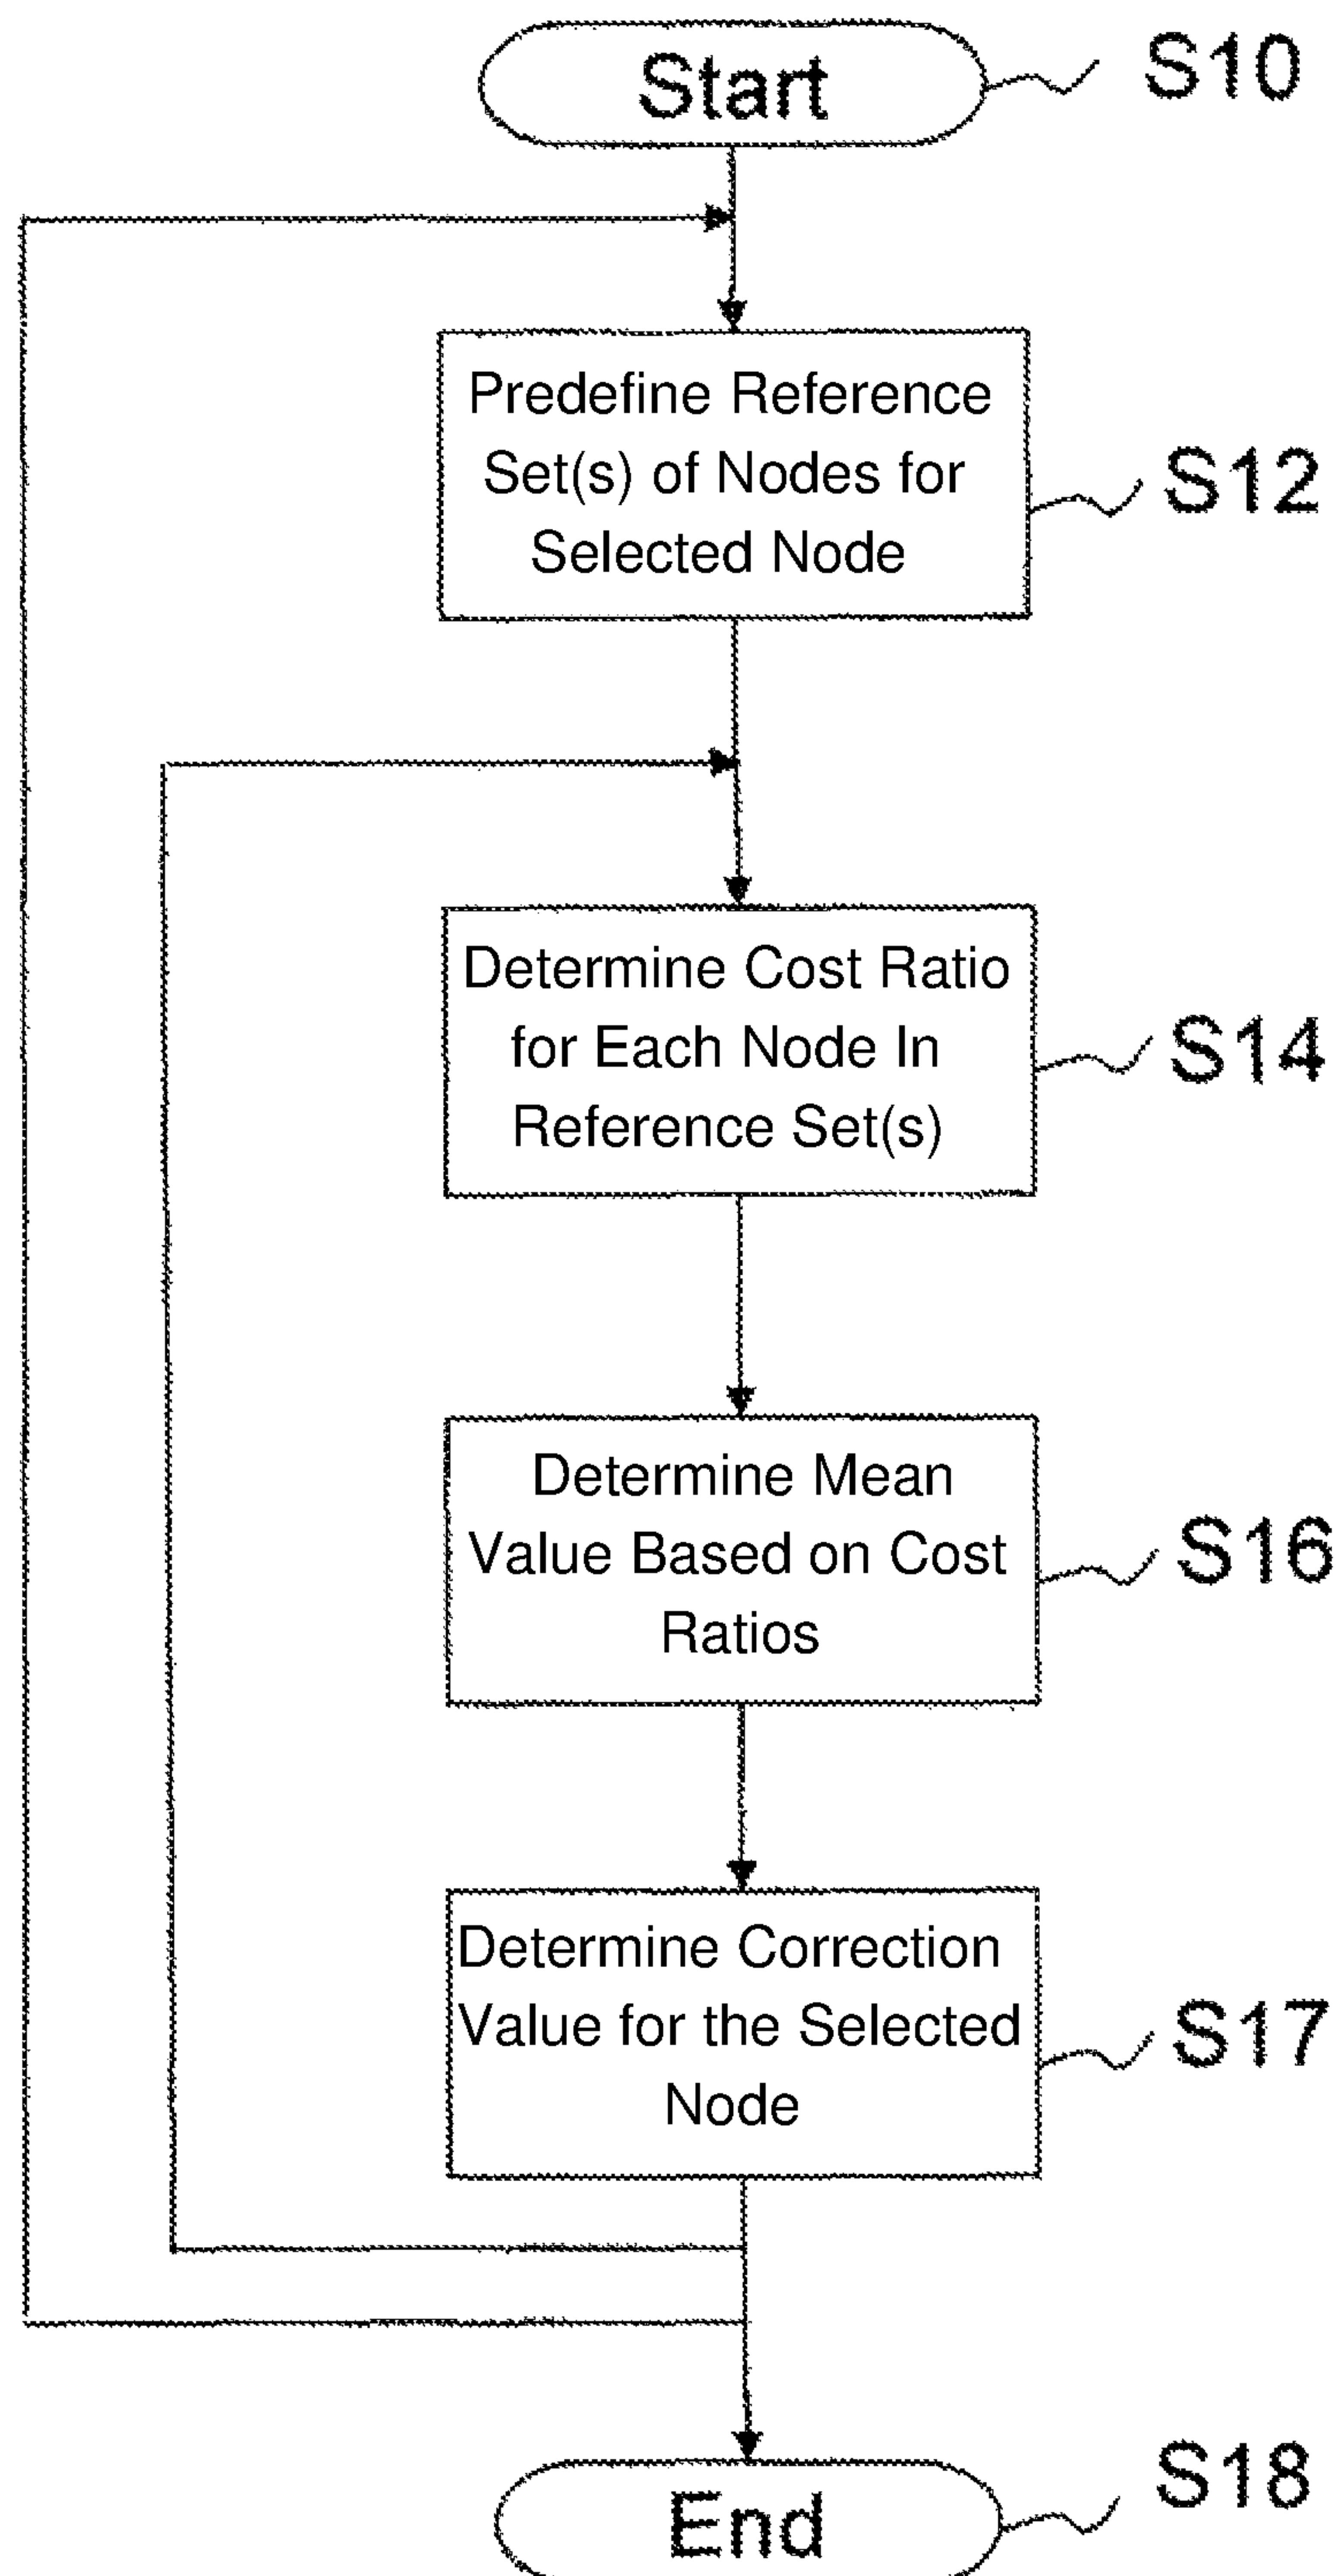 Start
S10
Predefine Reference
Set(s) of Nodes for
Selected Node
S12
Determine Cost Ratio
for Each Node In
Reference Set(s)
S14
Determine Mean
Value Based on Cost
Ratios
S16
Determine Correction
Value for the Selected
Node
S17
End
S18